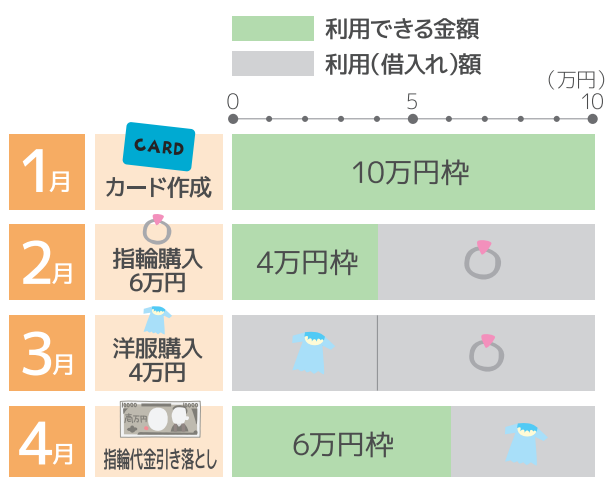 利用できる金額
利用(借入れ)額
(万円)
0 5 10
1月
CARD
カード作成
10万円枠
2月
指輪購入
6万円
4万円枠
3月
洋服購入
4万円
4月
壱万円
指輪代金引き落とし
6万円枠